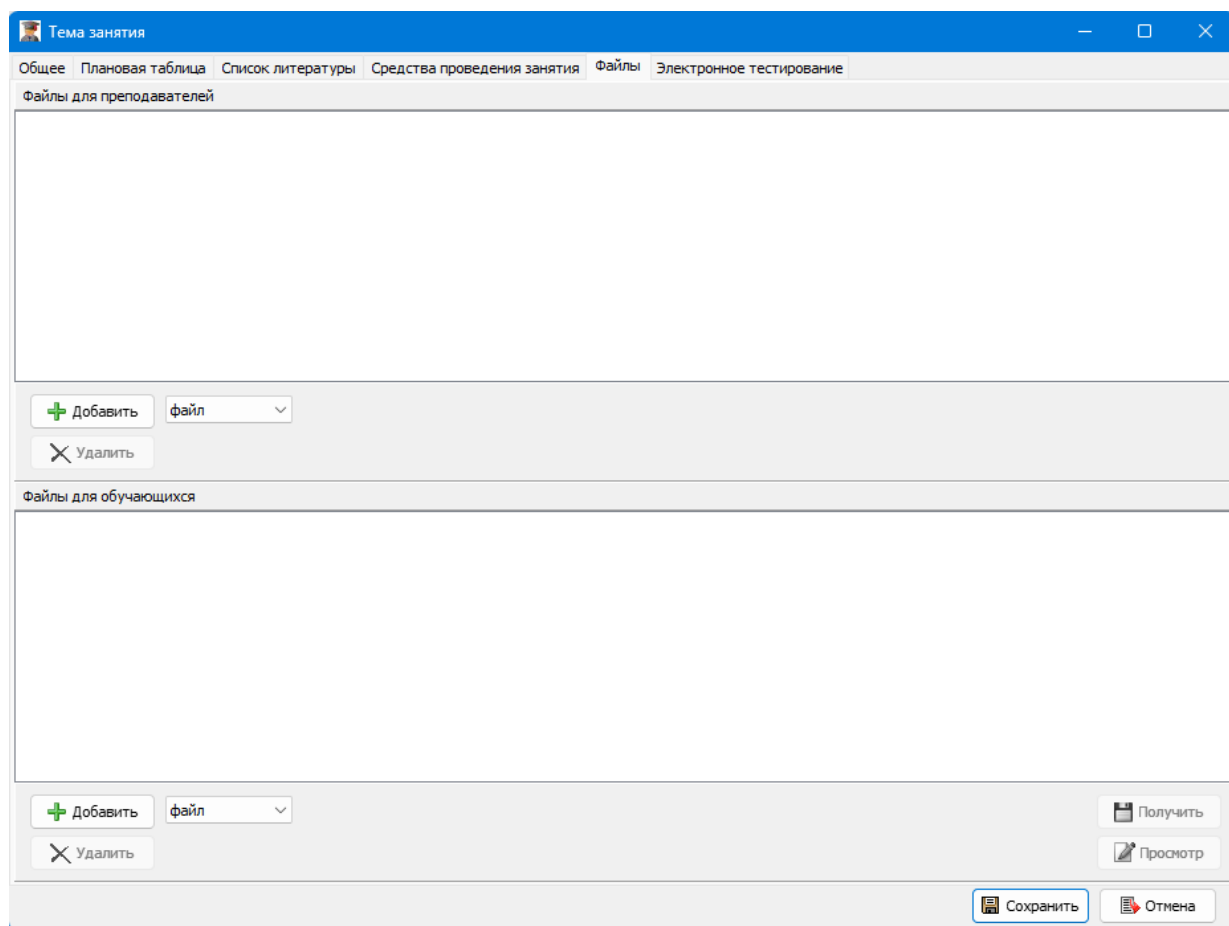 Тема занятия
Общее Плановая таблица Список литературы Средства проведения занятия Файлы Электронное тестирование
Файлы для преподавателей
Добавить файл
Удалить
Файлы для обучающихся
Добавить файл Получить
Удалить Просмотр
Сохранить Отмена